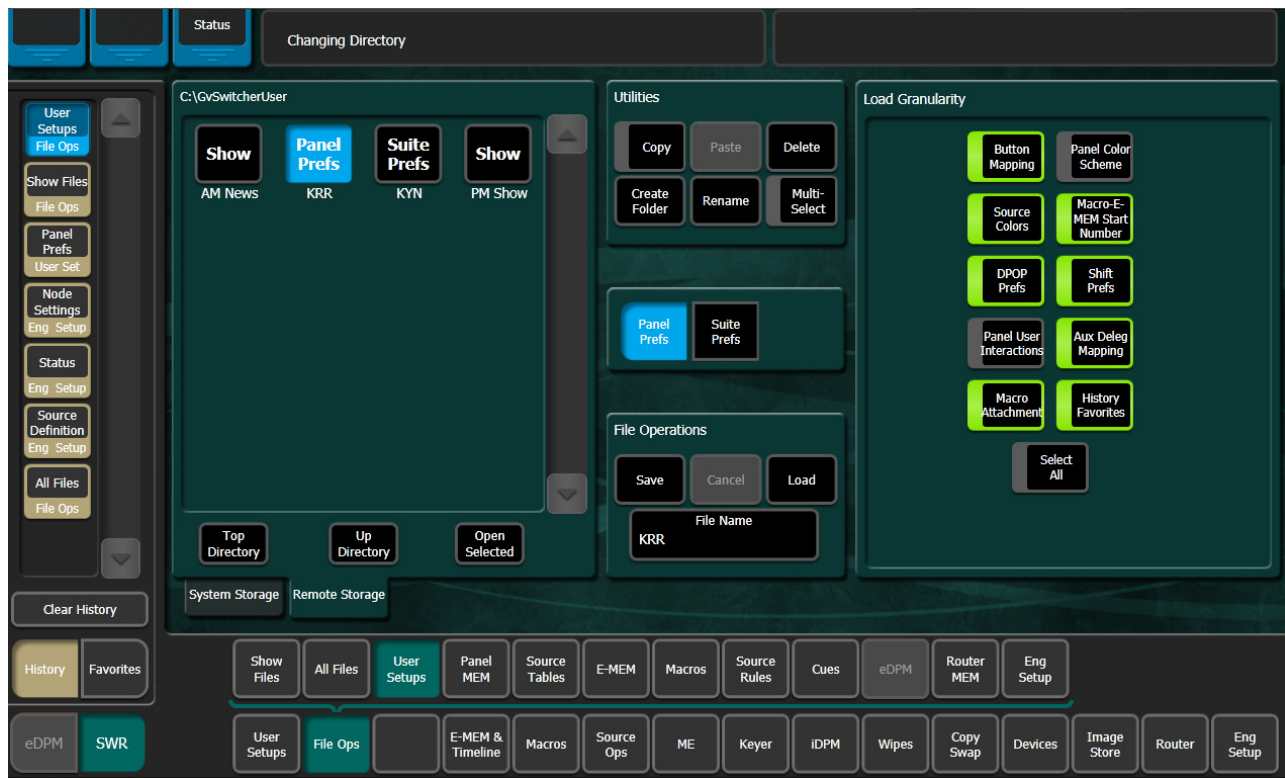 Status
Changing Directory
User
Setups
File Ops
Show Files
File Ops
Panel
Prefs
User Set
Node
Settings
Eng Setup
Status
Eng Setup
Source
Definition
Eng Setup
All Files
File Ops
Clear History
History
Favorites
eDPM
SWR
C:\GvSwitcherUser
Show
AM News
Panel
Prefs
KRR
Suite
Prefs
KYN
Show
PM Show
Top
Directory
Up
Directory
Open
Selected
System Storage
Remote Storage
Utilities
Copy
Paste
Delete
Create
Folder
Rename
Multi-
Select
Panel
Prefs
Suite
Prefs
File Operations
Save
Cancel
Load
File Name
KRR
Load Granularity
Button
Mapping
Panel Color
Scheme
Source
Colors
Macro-E-
MEM Start
Number
DPOP
Prefs
Shift
Prefs
Panel User
Interactions
Aux Deleg
Mapping
Macro
Attachment
History
Favorites
Select
All
Show
Files
All Files
User
Setups
Panel
MEM
Source
Tables
E-MEM
Macros
Source
Rules
Cues
eDPM
Router
MEM
Eng
Setup
User
Setups
File Ops
E-MEM &
Timeline
Macros
Source
Ops
ME
Keyer
iDPM
Wipes
Copy
Swap
Devices
Image
Store
Router
Eng
Setup